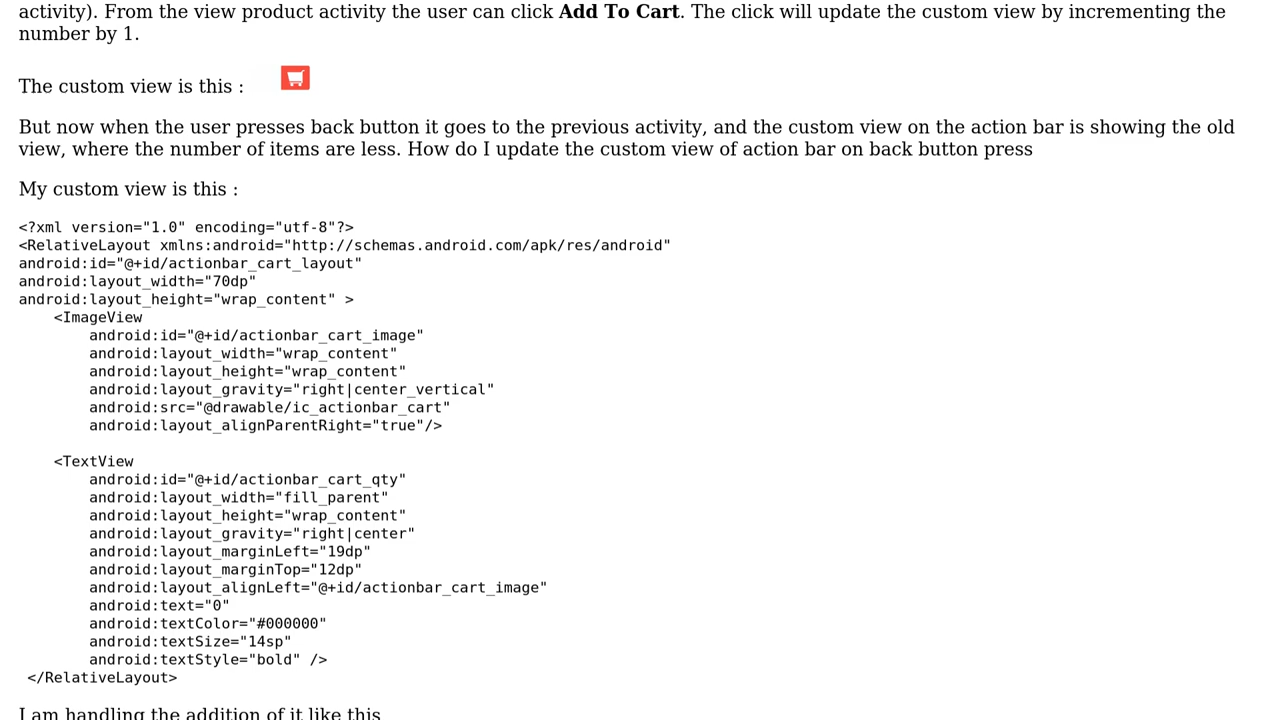 activity). From the view product activity the user can click Add To Cart. The click will update the custom view by incrementing the
number by 1.
The custom view is this :
But now when the user presses back button it goes to the previous activity, and the custom view on the action bar is showing the old
view, where the number of items are less. How do I update the custom view of action bar on back button press
My custom view is this :
<?xml version="1.0" encoding="utf-8"?>
<RelativeLayout xmlns:android="http://schemas.android.com/apk/res/android"
android:id="@+id/actionbar_cart_layout"
android:layout_width="70dp"
android:layout_height="wrap_content" >
    <ImageView
        android:id="@+id/actionbar_cart_image"
        android:layout_width="wrap_content"
        android:layout_height="wrap_content"
        android:layout_gravity="right|center_vertical"
        android:src="@drawable/ic_actionbar_cart"
        android:layout_alignParentRight="true"/>
    <TextView
        android:id="@+id/actionbar_cart_qty"
        android:layout_width="fill_parent"
        android:layout_height="wrap_content"
        android:layout_gravity="right|center"
        android:layout_marginLeft="19dp"
        android:layout_marginTop="12dp"
        android:layout_alignLeft="@+id/actionbar_cart_image"
        android:text="0"
        android:textColor="#000000"
        android:textSize="14sp"
        android:textStyle="bold" />
 </RelativeLayout>
I am handling the addition of it like this